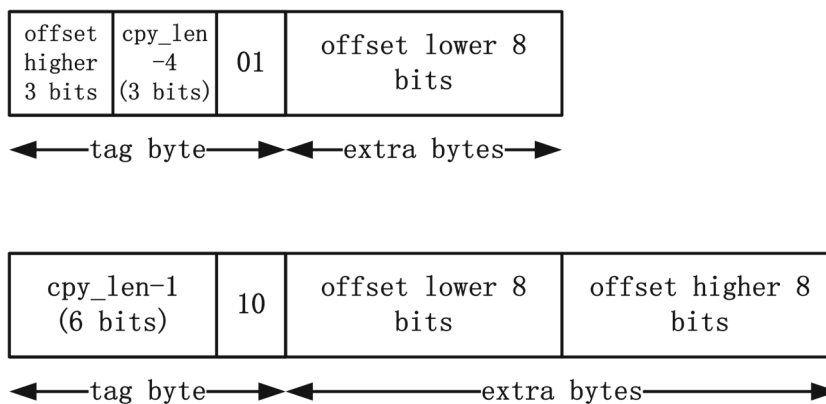 offset
higher
3 bits
cpy_len
-4
(3 bits)
01
offset lower 8
bits
tag byte
extra bytes
cpy_len-1
(6 bits)
10
offset lower 8
bits
offset higher 8
bits
tag byte
extra bytes